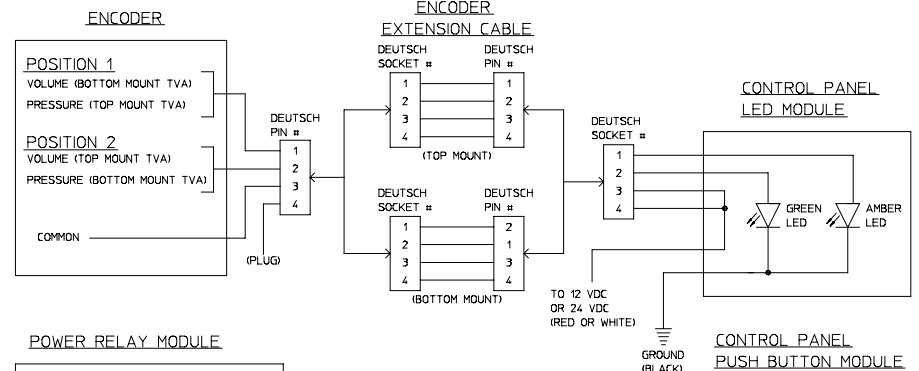 ENCODER
POSITION 1
VOLUME (BOTTOM MOUNT TVA)
PRESSURE (TOP MOUNT TVA)
POSITION 2
VOLUME (TOP MOUNT TVA)
PRESSURE (BOTTOM MOUNT TVA)
COMMON
DEUTSCH
PIN #
1
2
3
4
(PLUG)
ENCODER
EXTENSION CABLE
DEUTSCH
SOCKET #
1
2
3
4
DEUTSCH
PIN #
1
2
3
4
(TOP MOUNT)
DEUTSCH
SOCKET #
1
2
3
4
DEUTSCH
PIN #
2
1
3
4
(BOTTOM MOUNT)
DEUTSCH
SOCKET #
1
2
3
4
TO 12 VDC
OR 24 VDC
(RED OR WHITE)
CONTROL PANEL
LED MODULE
GREEN
LED
AMBER
LED
GROUND
(BLACK)
POWER RELAY MODULE
CONTROL PANEL
PUSH BUTTON MODULE